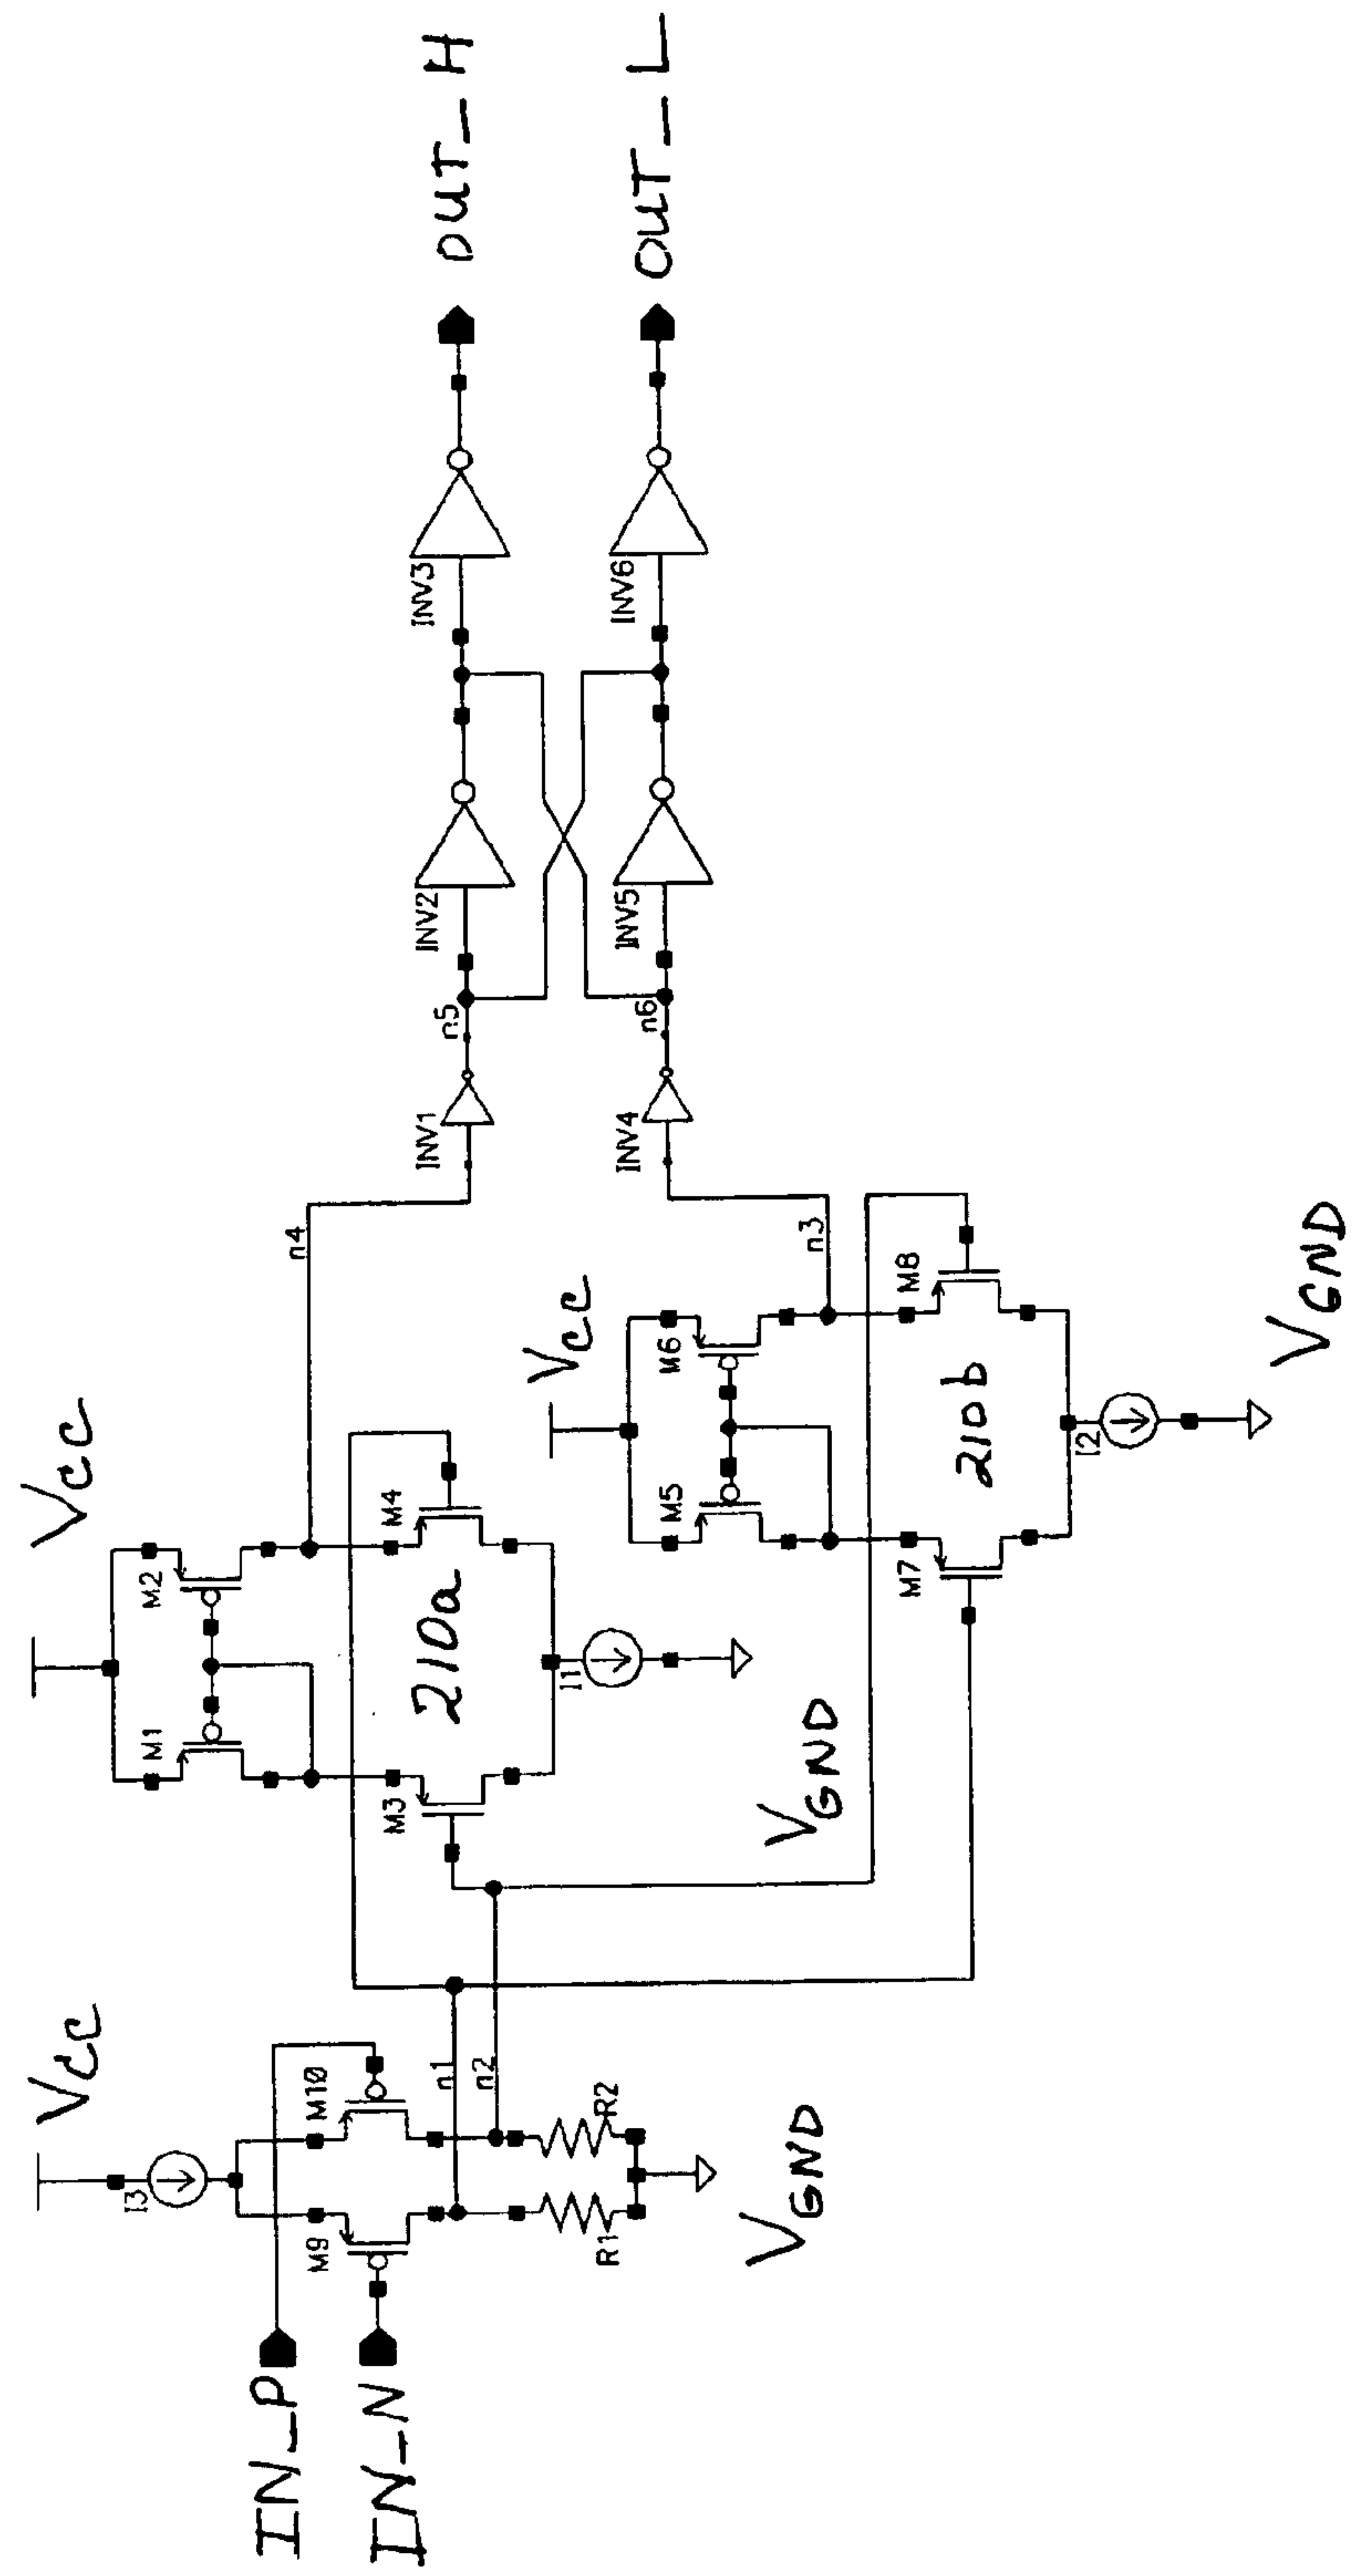 IN_P
IN_N
VCC
I3
M9
M10
n1
n2
R1
R2
VGND
VCC
M1
M2
n4
M3
210a
M4
I1
VGND
VCC
M5
M6
n3
M7
210b
M8
I2
VGND
INV1
n5
INV2
INV3
OUT_H
INV4
n6
INV5
INV6
OUT_L